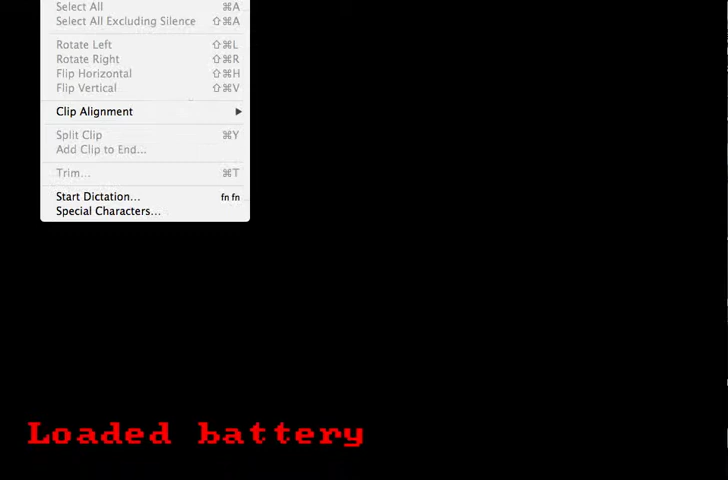 Select All ⌘A
Select All Excluding Silence ⇧⌘A
Rotate Left ⇧⌘L
Rotate Right ⇧⌘R
Flip Horizontal ⇧⌘H
Flip Vertical ⇧⌘V
Clip Alignment ▶
Split Clip ⌘Y
Add Clip to End...
Trim... ⌘T
Start Dictation... fn fn
Special Characters...
Loaded battery